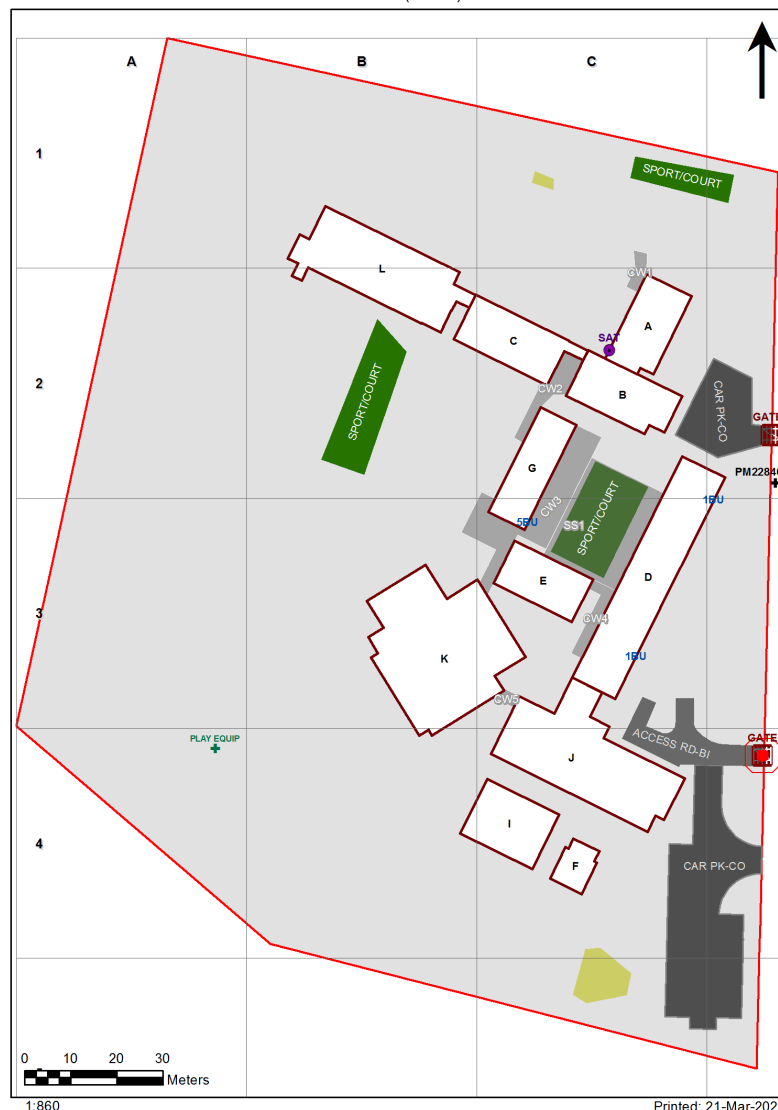 A B C
1
SPORT/COURT
CW1
L
A
SAT
C
2
CW2
B
CAR PK-CO
SPORT/COURT
GATE
G
PM22840
1BU
CW3
5BU
SS1
SPORT/COURT
E
D
3
CW4
K
1BU
CW5
PLAY EQUIP
ACCESS RD-BI
GATE
J
I
4
F
CAR PK-CO
0 10 20 30
Meters
1:860
Printed: 21-Mar-202